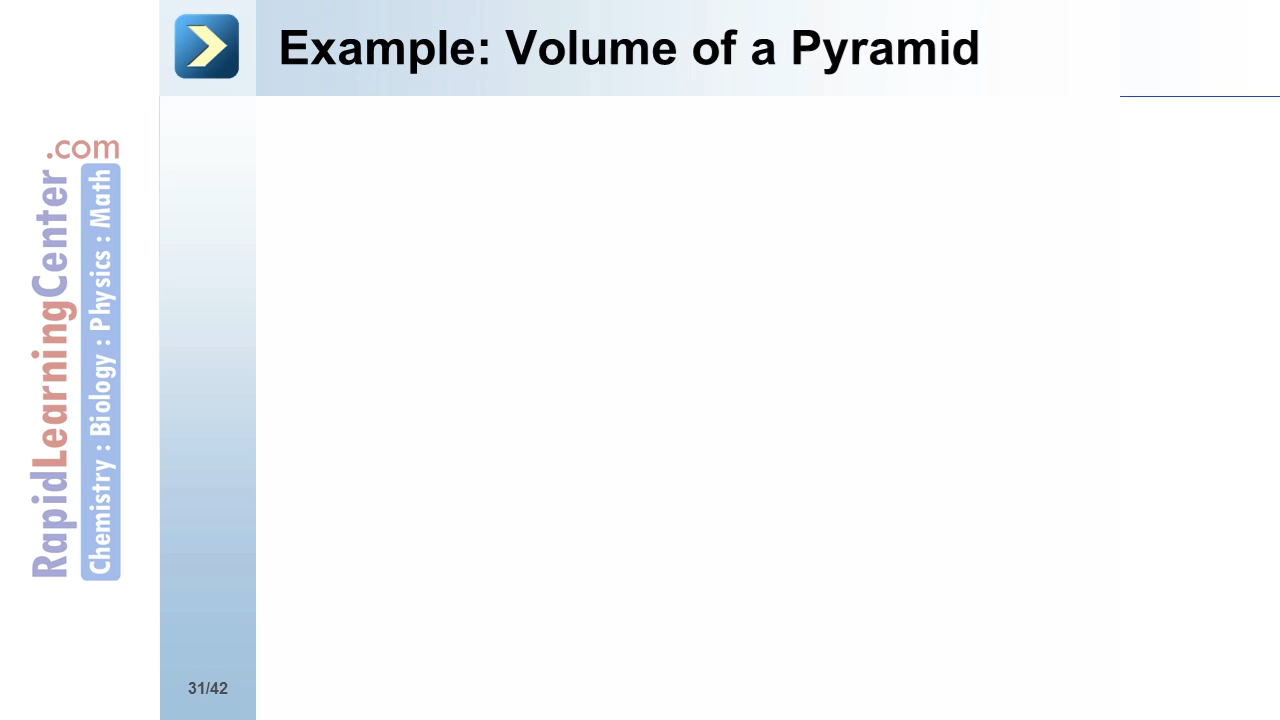 Example: Volume of a Pyramid
RapidLearningCenter
.com
Chemistry : Biology : Physics : Math
31/42